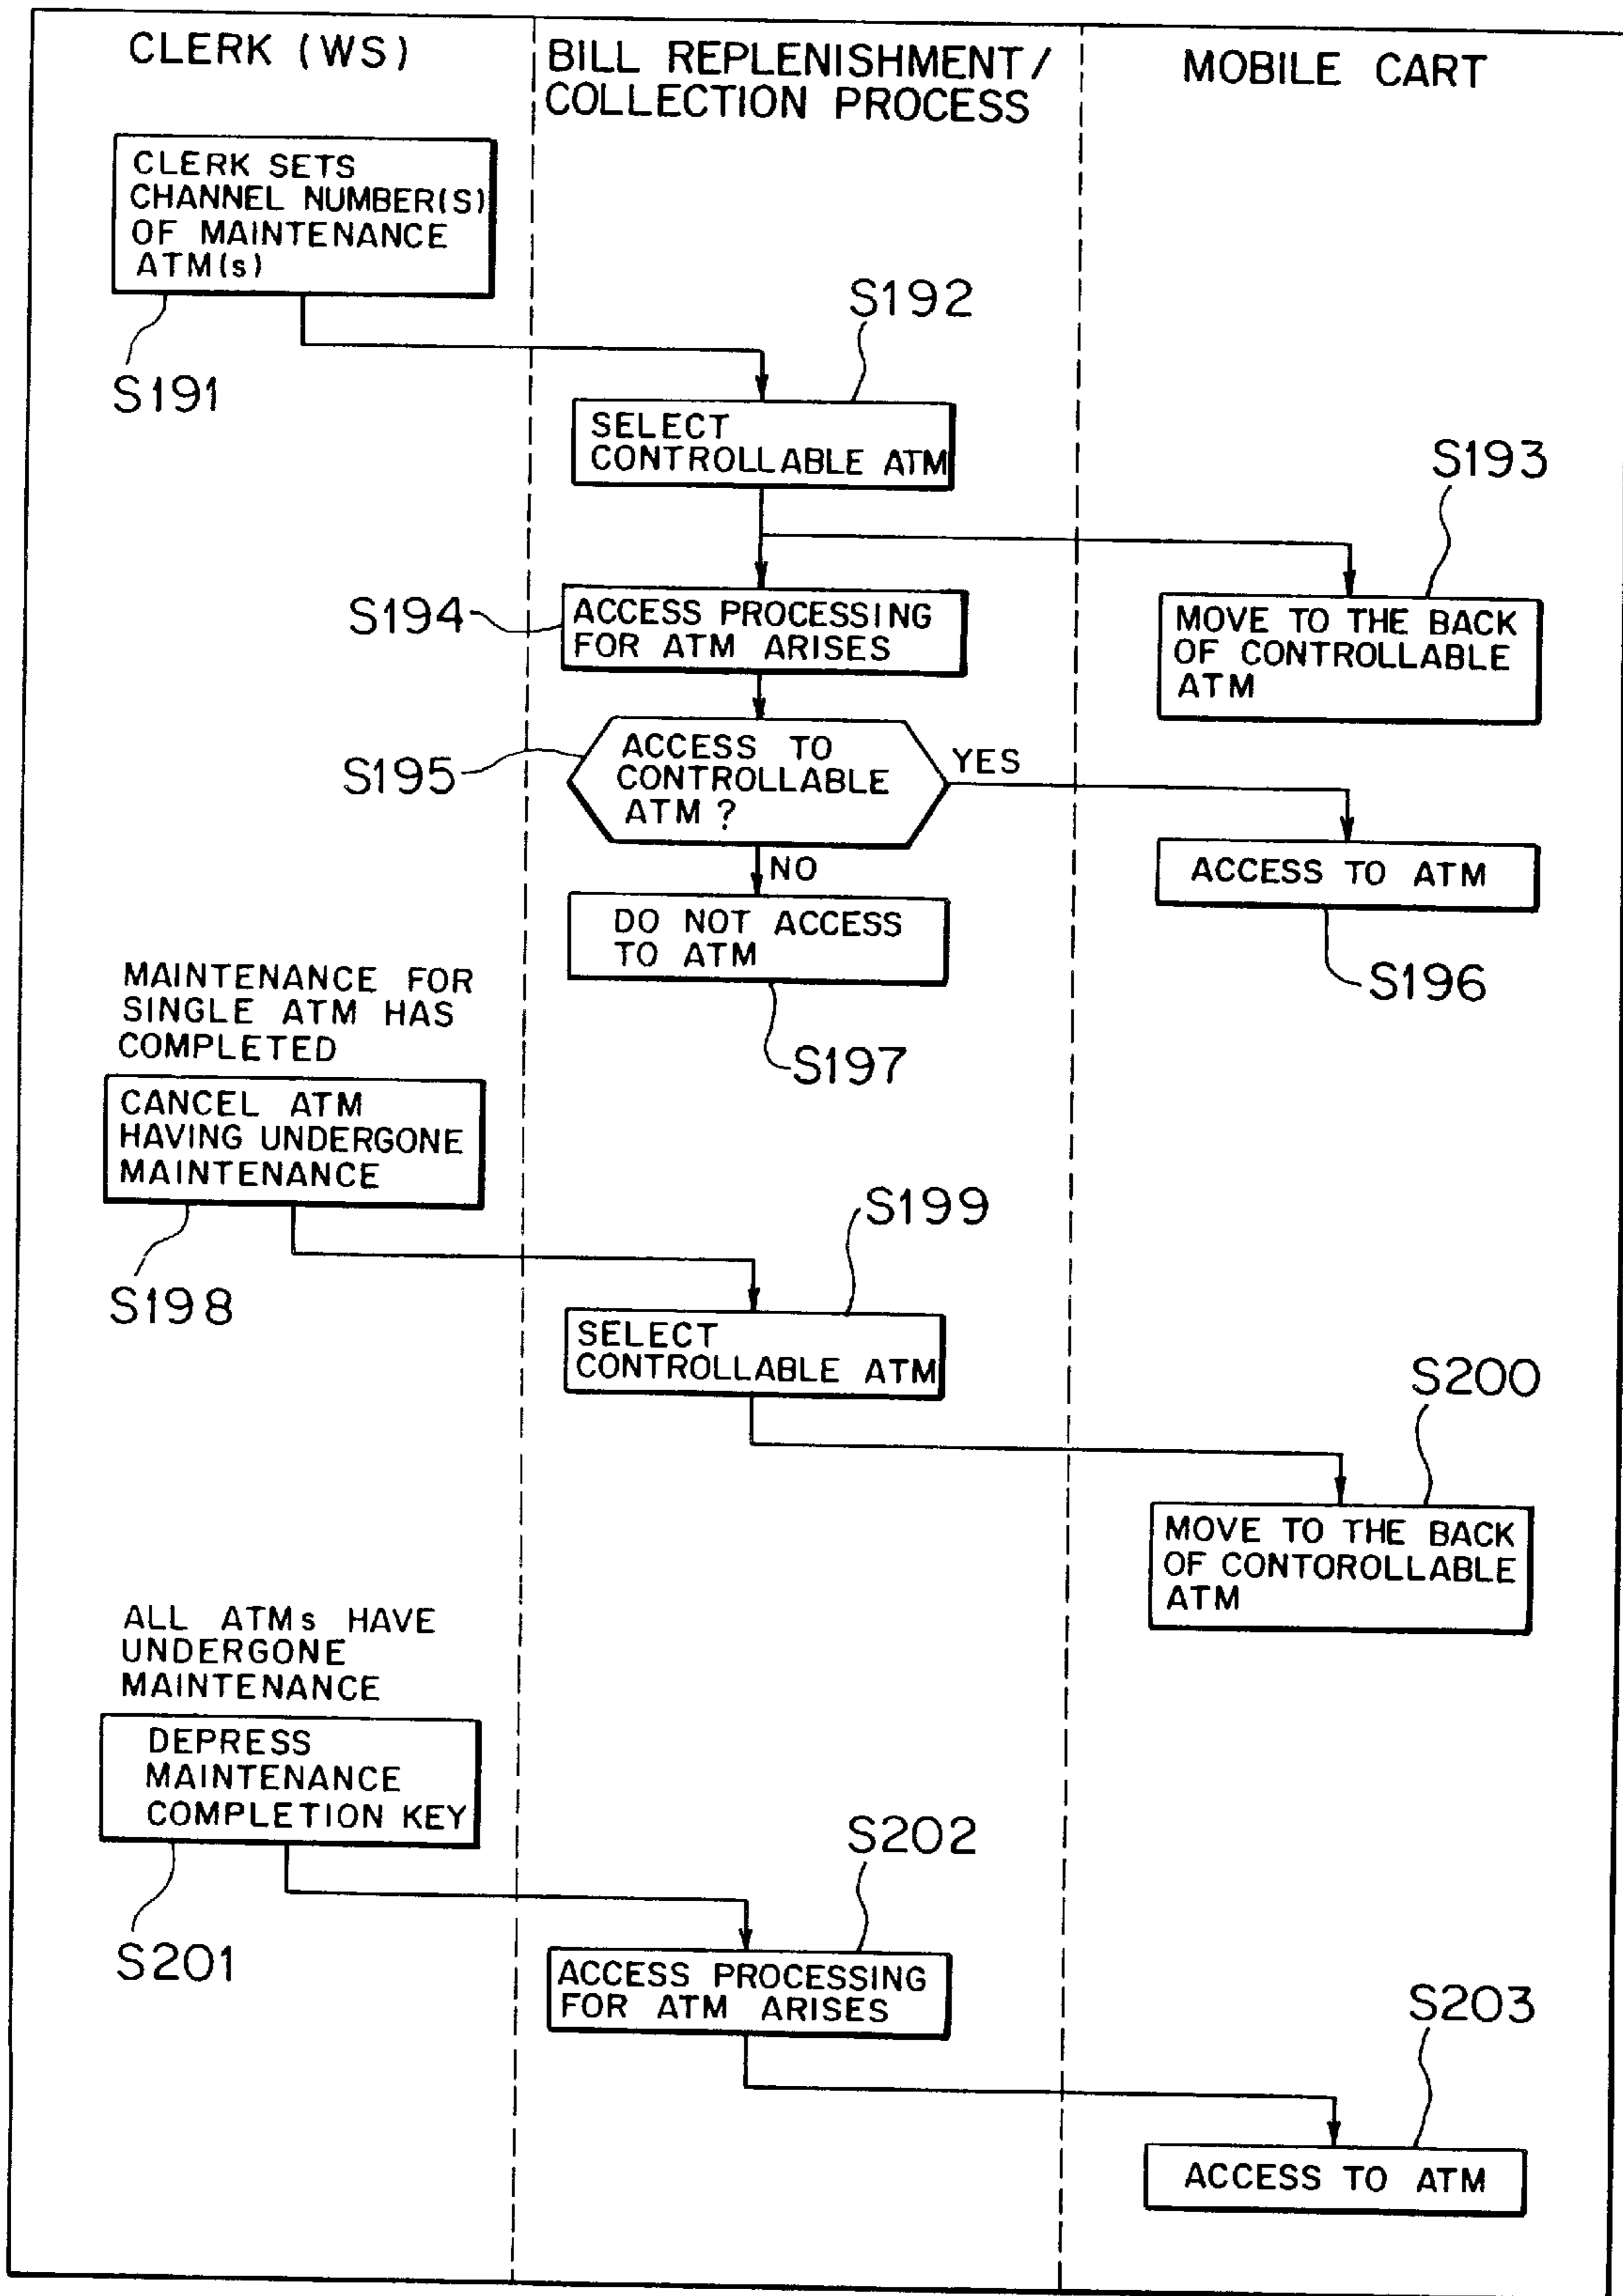 CLERK (WS)
BILL REPLENISHMENT/
COLLECTION PROCESS
MOBILE CART
CLERK SETS
CHANNEL NUMBER(S)
OF MAINTENANCE
ATM(s)
S191
S192
SELECT
CONTROLLABLE ATM
S193
MOVE TO THE BACK
OF CONTROLLABLE
ATM
S194
ACCESS PROCESSING
FOR ATM ARISES
S195
ACCESS TO
CONTROLLABLE
ATM?
YES
NO
ACCESS TO ATM
S196
DO NOT ACCESS
TO ATM
S197
MAINTENANCE FOR
SINGLE ATM HAS
COMPLETED
CANCEL ATM
HAVING UNDERGONE
MAINTENANCE
S198
S199
SELECT
CONTROLLABLE ATM
S200
MOVE TO THE BACK
OF CONTOROLLABLE
ATM
ALL ATMs HAVE
UNDERGONE
MAINTENANCE
DEPRESS
MAINTENANCE
COMPLETION KEY
S201
S202
ACCESS PROCESSING
FOR ATM ARISES
S203
ACCESS TO ATM